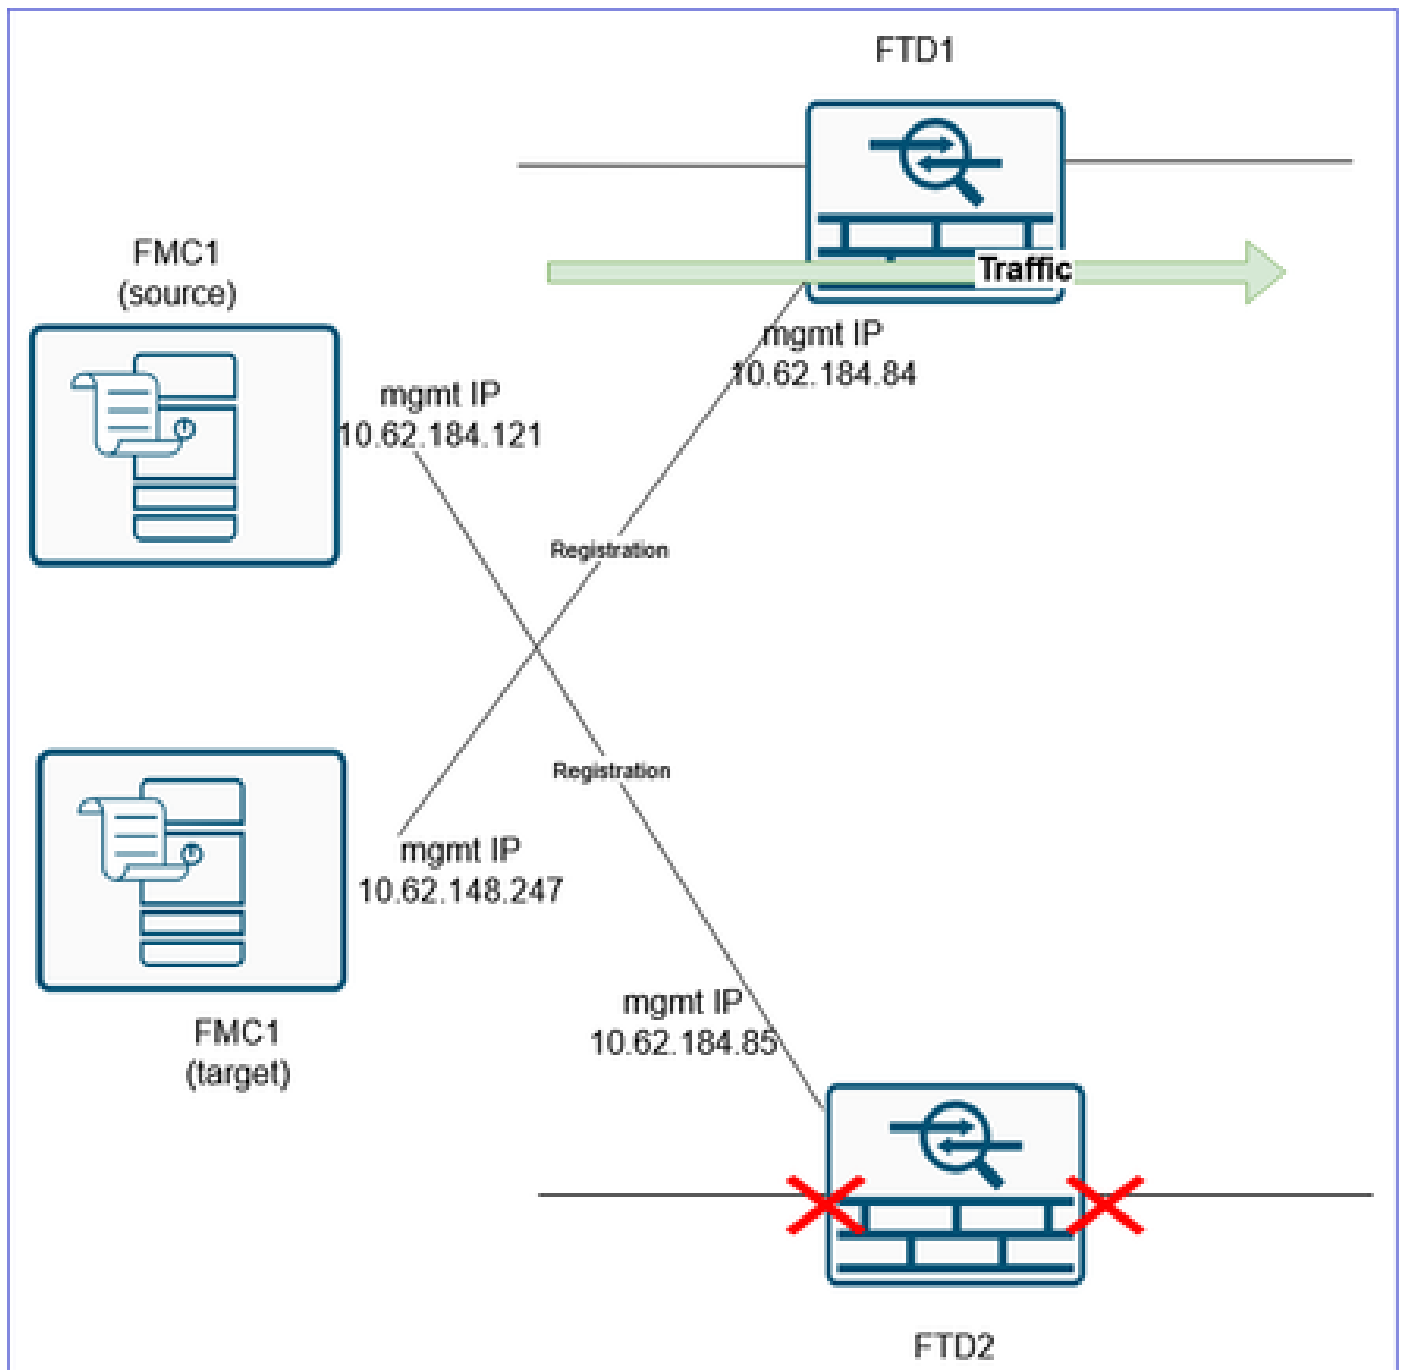 FTD1
FMC1
(source)
Traffic
mgmt IP
10.62.184.84
mgmt IP
10.62.184.121
Registration
Registration
mgmt IP
10.62.148.247
mgmt IP
10.62.184.85
FMC1
(target)
FTD2